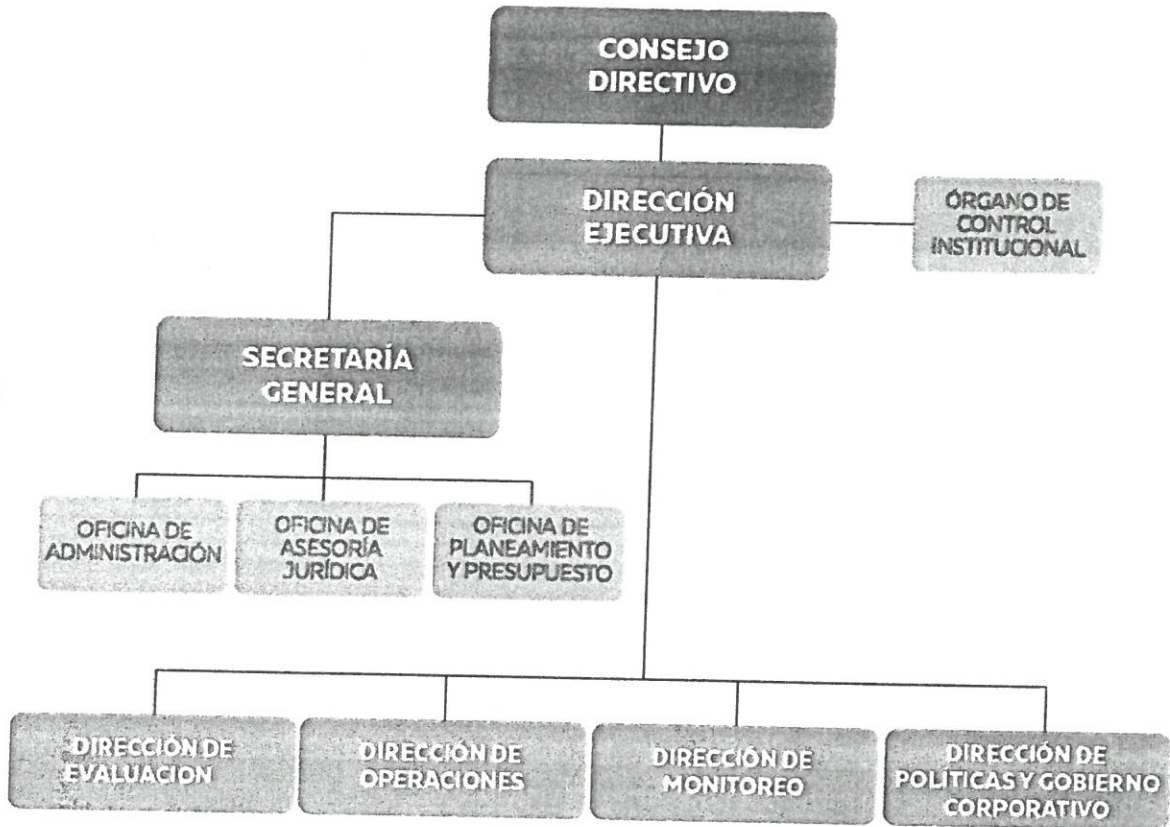 CONSEJO
DIRECTIVO
DIRECCIÓN
EJECUTIVA
ÓRGANO DE
CONTROL
INSTITUCIONAL
SECRETARÍA
GENERAL
OFICINA DE
ADMINISTRACIÓN
OFICINA DE
ASESORÍA
JURÍDICA
OFICINA DE
PLANEAMIENTO
Y PRESUPUESTO
DIRECCIÓN DE
EVALUACION
DIRECCIÓN DE
OPERACIONES
DIRECCIÓN DE
MONITOREO
DIRECCIÓN DE
POLÍTICAS Y GOBIERNO
CORPORATIVO